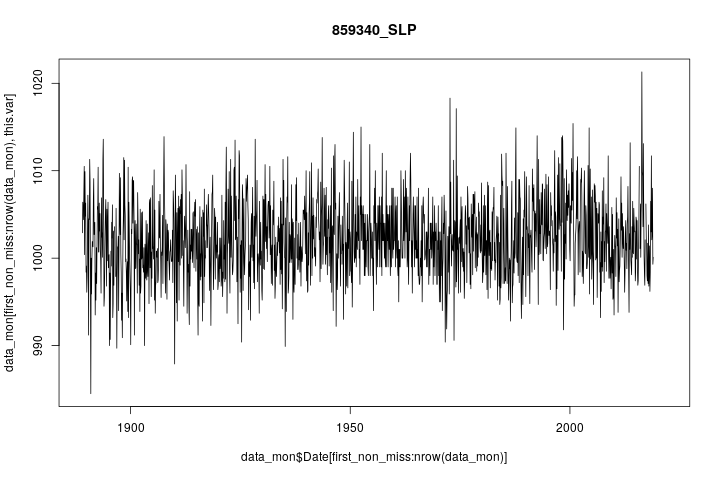 859340_SLP
data_mon[first_non_miss:nrow(data_mon), this.var]
1020
1010
1000
990
1900
1950
2000
data_mon$Date[first_non_miss:nrow(data_mon)]